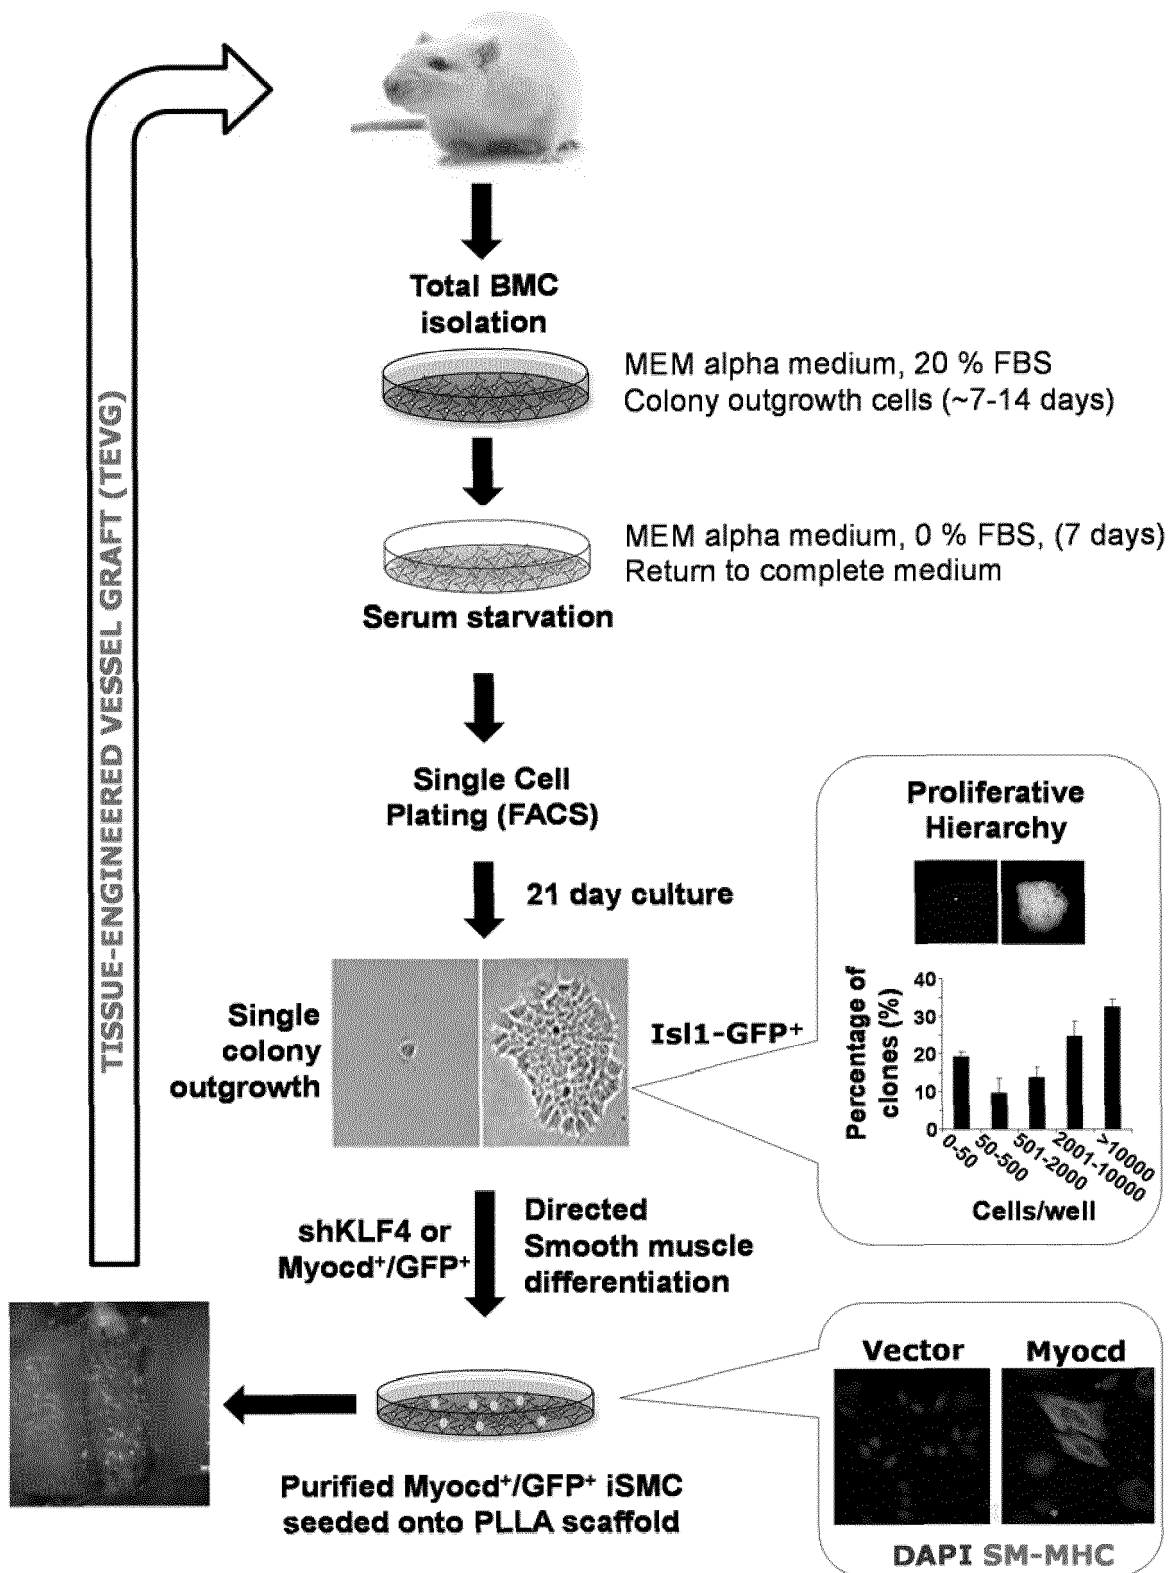 TISSUE-ENGINEERED VESSEL GRAFT (TEVG)
Total BMC
isolation
MEM alpha medium, 20 % FBS
Colony outgrowth cells (~7-14 days)
MEM alpha medium, 0 % FBS, (7 days)
Return to complete medium
Serum starvation
Single Cell
Plating (FACS)
21 day culture
Single
colony
outgrowth
Isl1-GFP⁺
Proliferative
Hierarchy
Percentage of
clones (%)
40
30
20
10
0
0-50
50-500
501-2000
2001-10000
>10000
Cells/well
shKLF4 or
Myocd⁺/GFP⁺
Directed
Smooth muscle
differentiation
Vector Myocd
DAPI SM-MHC
Purified Myocd⁺/GFP⁺ iSMC
seeded onto PLLA scaffold